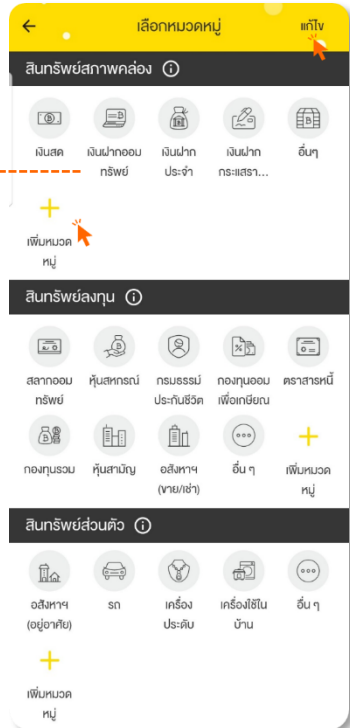 เลือกหมวดหมู่ แก้ไข
สินทรัพย์สภาพคล่อง
เงินสด เงินฝากออม เงินฝาก เงินฝาก อื่นๆ
ทรัพย์ ประจำ กระแสรา...
เพิ่มหมวด
หมู่
สินทรัพย์ลงทุน
สลากออม หุ้นสหกรณ์ กรมธรรม์ กองทุนออม ตราสารหนี้
ทรัพย์ ประกันชีวิต เพื่อเกษียณ
กองทุนรวม หุ้นสามัญ อสังหาฯ อื่น ๆ เพิ่มหมวด
(ขาย/เช่า) หมู่
สินทรัพย์ส่วนตัว
อสังหาฯ รถ เครื่อง เครื่องใช้ใน อื่น ๆ
(อยู่อาศัย) ประดับ บ้าน
เพิ่มหมวด
หมู่